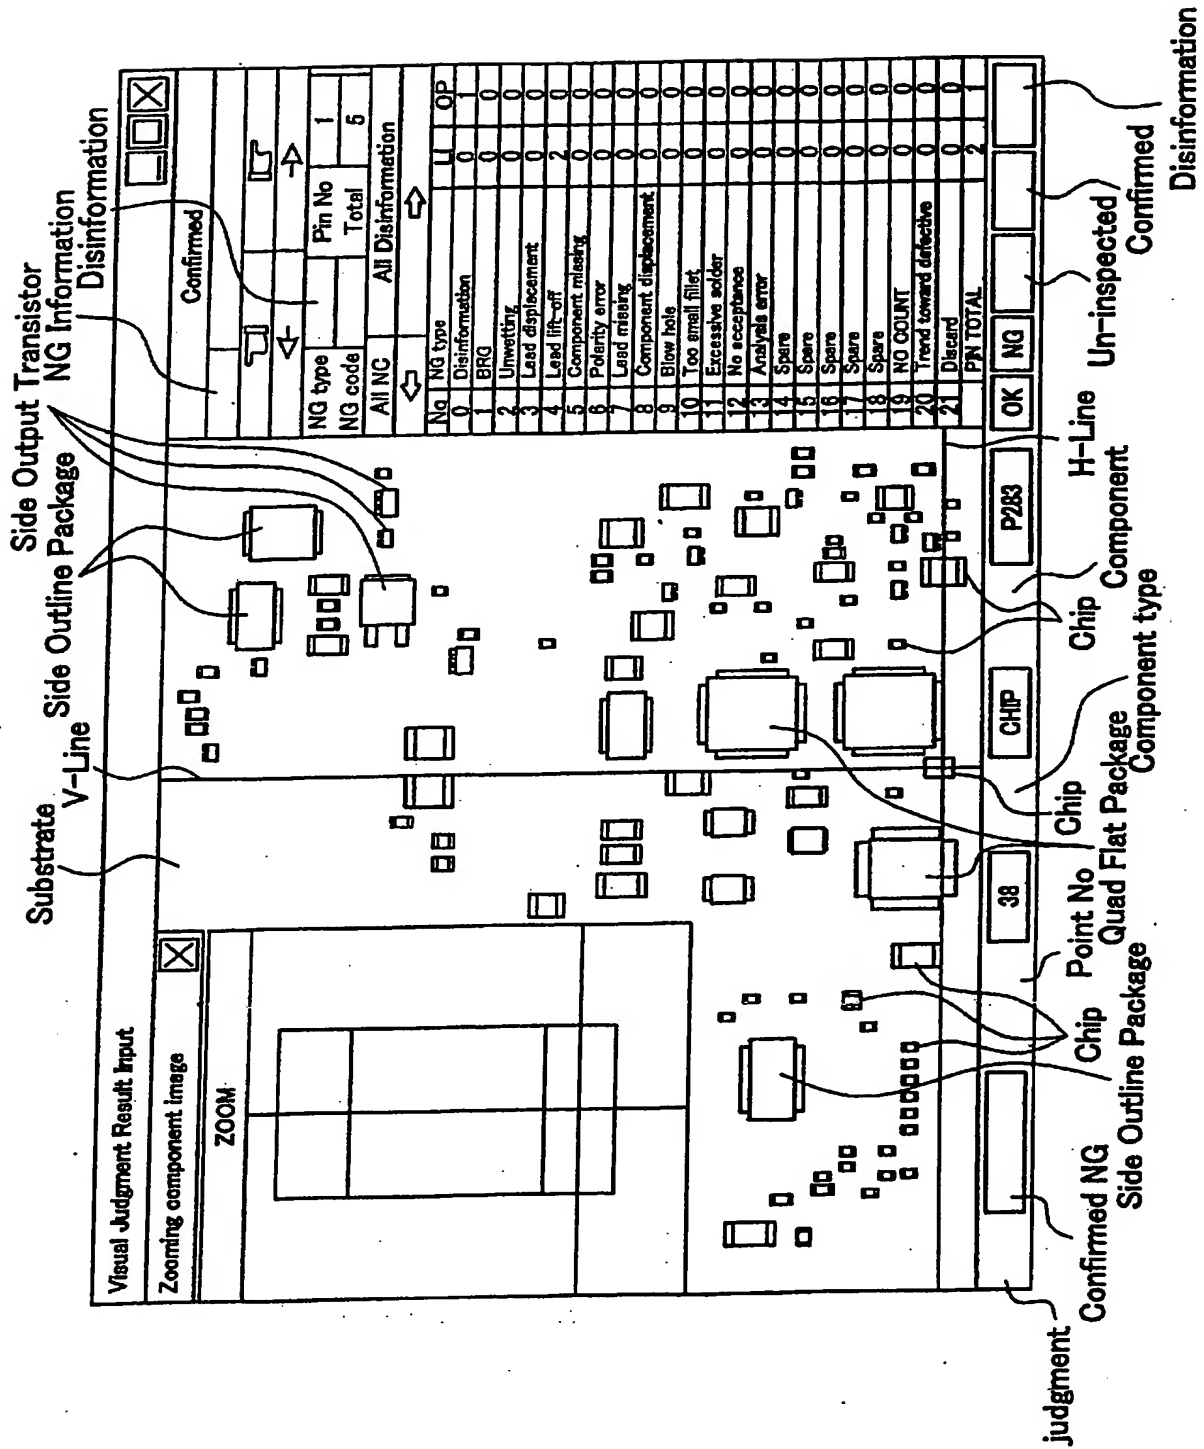 Side Output Transistor
NG Information
Disinformation
Side Outline Package
V-Line
Substrate
Visual Judgment Result Input
Zooming component image
ZOOM
Confirmed
NG type
Pin No 1
NG code
Total 5
All NC
All Disinformation
No NG type LI OP
0 Disinformation 0 1
1 BRG 0 0
2 Unwetting 0 0
3 Lead displacement 0 0
4 Lead lift-off 2 0
5 Component missing 0 0
6 Polarity error 0 0
7 Lead missing 0 0
8 Component displacement 0 0
9 Blow hole 0 0
10 Too small fillet 0 0
11 Excessive solder 0 0
12 No acceptance 0 0
13 Analysis error 0 0
14 Spare 0 0
15 Spare 0 0
16 Spare 0 0
17 Spare 0 0
18 Spare 0 0
19 NO COUNT 0 0
20 Trend toward defective 0 0
21 Discard 0 0
PIN TOTAL 2 1
38
CHIP
P283
OK
NG
judgment
Confirmed NG
Side Outline Package
Chip
Point No
Quad Flat Package
Chip
Component type
Chip
Component
H-Line
Un-inspected
Confirmed
Disinformation